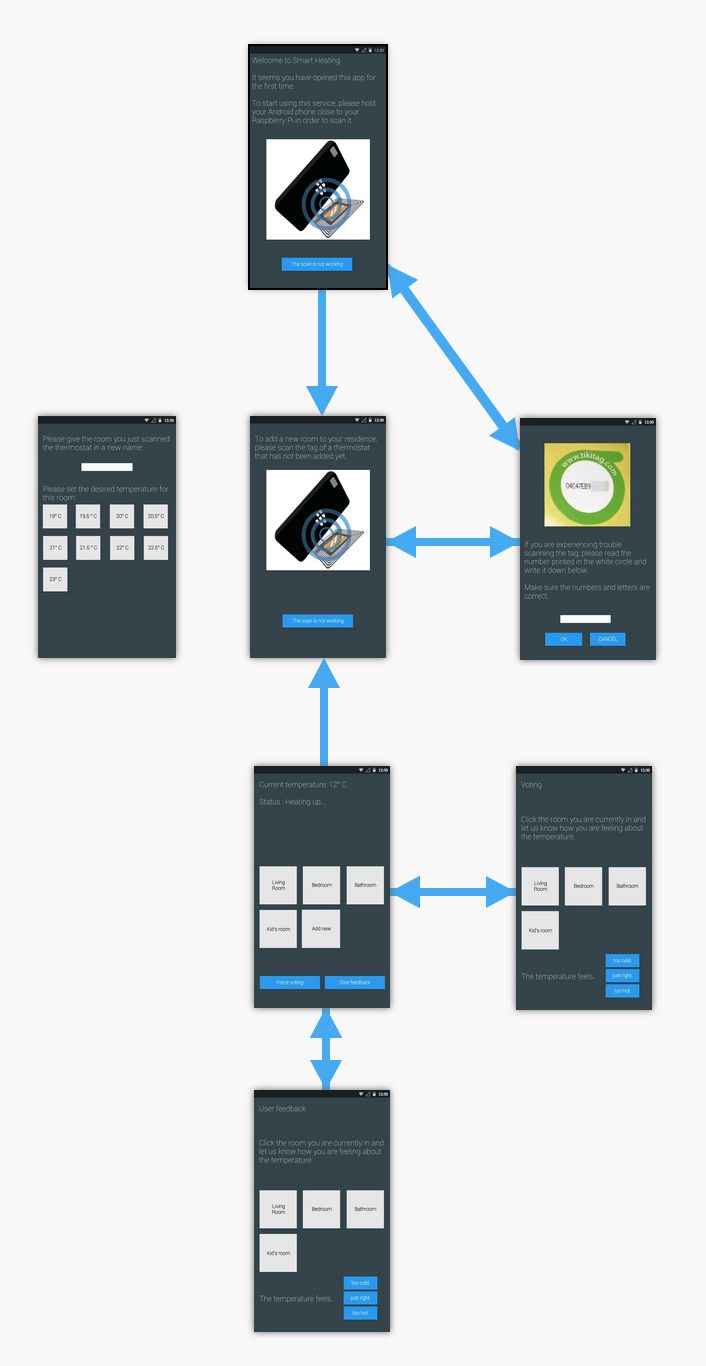 12:30
Welcome to Smart Heating.
It seems you have opened this app for
the first time.
To start using this service, please hold
your Android phone close to your
Raspberry Pi in order to scan it.
The scan is not working
12:30
Please give the room you just scanned
the thermostat in a new name:
Please set the desired temperature for
this room:
19° C
19.5 ° C
20° C
20.5° C
21° C
21.5 ° C
22° C
22.5° C
23° C
12:30
To add a new room to your residence,
please scan the tag of a thermostat
that has not been added yet.
The scan is not working
12:30
www.tikitag.com
04C47EB9
If you are experiencing trouble
scanning the tag, please read the
number printed in the white circle and
write it down below.
Make sure the numbers and letters are
correct.
OK
CANCEL
12:30
Current temperature: 12° C
Status : Heating up...
Living
Room
Bedroom
Bathroom
Kid's room
Add new
Force voting
Give feedback
12:30
Voting
Click the room you are currently in and
let us know how you are feeling about
the temperature.
Living
Room
Bedroom
Bathroom
Kid's room
The temperature feels..
too cold.
just right.
too hot.
12:30
User feedback
Click the room you are currently in and
let us know how you are feeling about
the temperature.
Living
Room
Bedroom
Bathroom
Kid's room
The temperature feels..
too cold.
just right.
too hot.